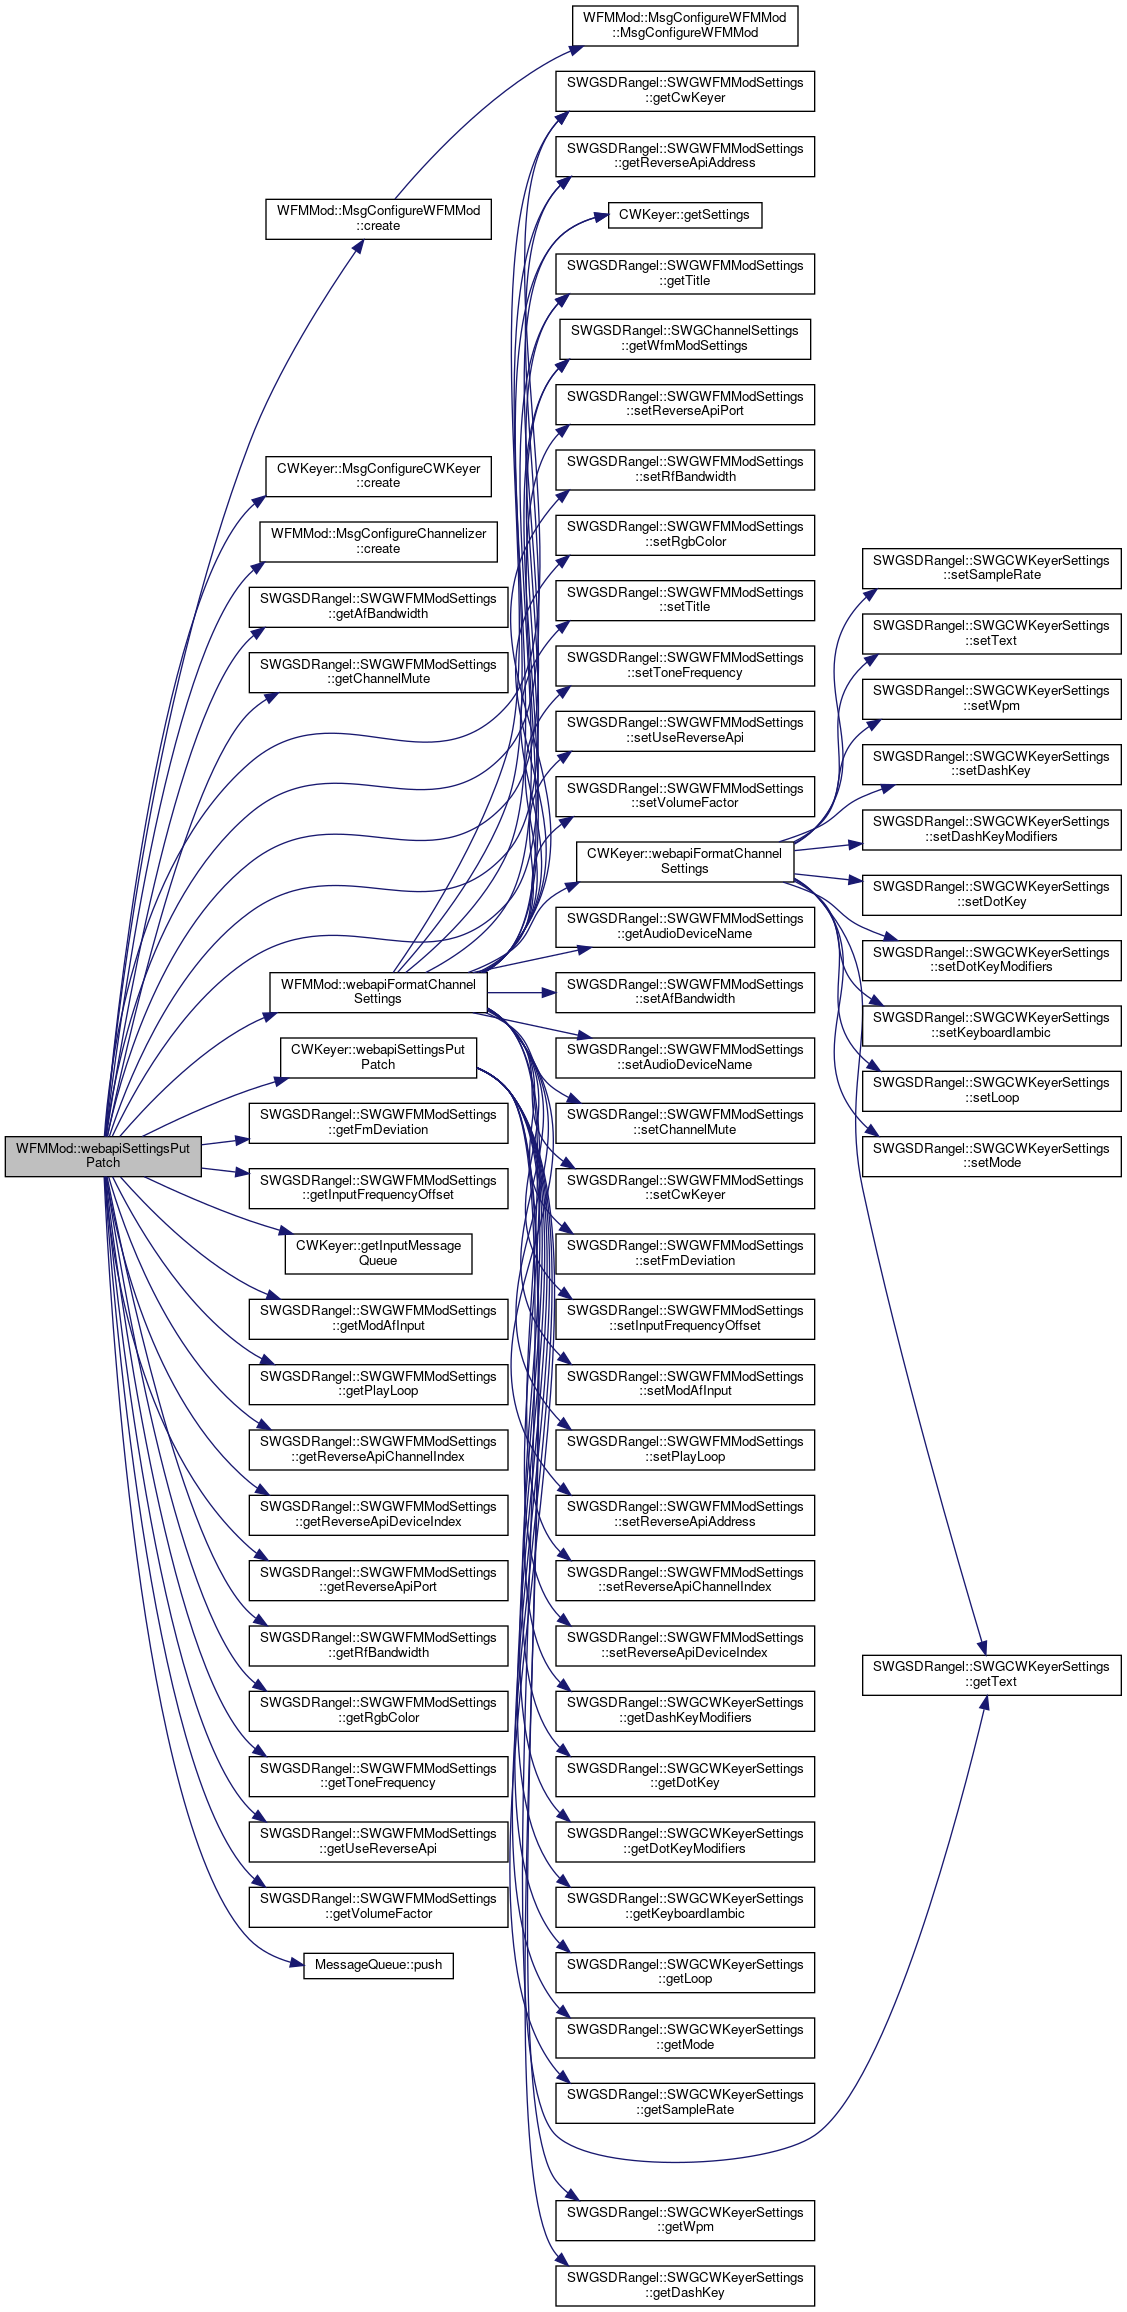 WFMMod::webapiSettingsPut
Patch
WFMMod::MsgConfigureWFMMod
::create
CWKeyer::MsgConfigureCWKeyer
::create
WFMMod::MsgConfigureChannelizer
::create
SWGSDRangel::SWGWFMModSettings
::getAfBandwidth
SWGSDRangel::SWGWFMModSettings
::getChannelMute
WFMMod::webapiFormatChannel
Settings
CWKeyer::webapiSettingsPut
Patch
SWGSDRangel::SWGWFMModSettings
::getFmDeviation
SWGSDRangel::SWGWFMModSettings
::getInputFrequencyOffset
CWKeyer::getInputMessage
Queue
SWGSDRangel::SWGWFMModSettings
::getModAfInput
SWGSDRangel::SWGWFMModSettings
::getPlayLoop
SWGSDRangel::SWGWFMModSettings
::getReverseApiChannelIndex
SWGSDRangel::SWGWFMModSettings
::getReverseApiDeviceIndex
SWGSDRangel::SWGWFMModSettings
::getReverseApiPort
SWGSDRangel::SWGWFMModSettings
::getRfBandwidth
SWGSDRangel::SWGWFMModSettings
::getRgbColor
SWGSDRangel::SWGWFMModSettings
::getToneFrequency
SWGSDRangel::SWGWFMModSettings
::getUseReverseApi
SWGSDRangel::SWGWFMModSettings
::getVolumeFactor
MessageQueue::push
WFMMod::MsgConfigureWFMMod
::MsgConfigureWFMMod
SWGSDRangel::SWGWFMModSettings
::getCwKeyer
SWGSDRangel::SWGWFMModSettings
::getReverseApiAddress
CWKeyer::getSettings
SWGSDRangel::SWGWFMModSettings
::getTitle
SWGSDRangel::SWGChannelSettings
::getWfmModSettings
SWGSDRangel::SWGWFMModSettings
::setReverseApiPort
SWGSDRangel::SWGWFMModSettings
::setRfBandwidth
SWGSDRangel::SWGWFMModSettings
::setRgbColor
SWGSDRangel::SWGWFMModSettings
::setTitle
SWGSDRangel::SWGWFMModSettings
::setToneFrequency
SWGSDRangel::SWGWFMModSettings
::setUseReverseApi
SWGSDRangel::SWGWFMModSettings
::setVolumeFactor
CWKeyer::webapiFormatChannel
Settings
SWGSDRangel::SWGWFMModSettings
::getAudioDeviceName
SWGSDRangel::SWGWFMModSettings
::setAfBandwidth
SWGSDRangel::SWGWFMModSettings
::setAudioDeviceName
SWGSDRangel::SWGWFMModSettings
::setChannelMute
SWGSDRangel::SWGWFMModSettings
::setCwKeyer
SWGSDRangel::SWGWFMModSettings
::setFmDeviation
SWGSDRangel::SWGWFMModSettings
::setInputFrequencyOffset
SWGSDRangel::SWGWFMModSettings
::setModAfInput
SWGSDRangel::SWGWFMModSettings
::setPlayLoop
SWGSDRangel::SWGWFMModSettings
::setReverseApiAddress
SWGSDRangel::SWGWFMModSettings
::setReverseApiChannelIndex
SWGSDRangel::SWGWFMModSettings
::setReverseApiDeviceIndex
SWGSDRangel::SWGCWKeyerSettings
::getDashKeyModifiers
SWGSDRangel::SWGCWKeyerSettings
::getDotKey
SWGSDRangel::SWGCWKeyerSettings
::getDotKeyModifiers
SWGSDRangel::SWGCWKeyerSettings
::getKeyboardIambic
SWGSDRangel::SWGCWKeyerSettings
::getLoop
SWGSDRangel::SWGCWKeyerSettings
::getMode
SWGSDRangel::SWGCWKeyerSettings
::getSampleRate
SWGSDRangel::SWGCWKeyerSettings
::getWpm
SWGSDRangel::SWGCWKeyerSettings
::getDashKey
SWGSDRangel::SWGCWKeyerSettings
::setSampleRate
SWGSDRangel::SWGCWKeyerSettings
::setText
SWGSDRangel::SWGCWKeyerSettings
::setWpm
SWGSDRangel::SWGCWKeyerSettings
::setDashKey
SWGSDRangel::SWGCWKeyerSettings
::setDashKeyModifiers
SWGSDRangel::SWGCWKeyerSettings
::setDotKey
SWGSDRangel::SWGCWKeyerSettings
::setDotKeyModifiers
SWGSDRangel::SWGCWKeyerSettings
::setKeyboardIambic
SWGSDRangel::SWGCWKeyerSettings
::setLoop
SWGSDRangel::SWGCWKeyerSettings
::setMode
SWGSDRangel::SWGCWKeyerSettings
::getText